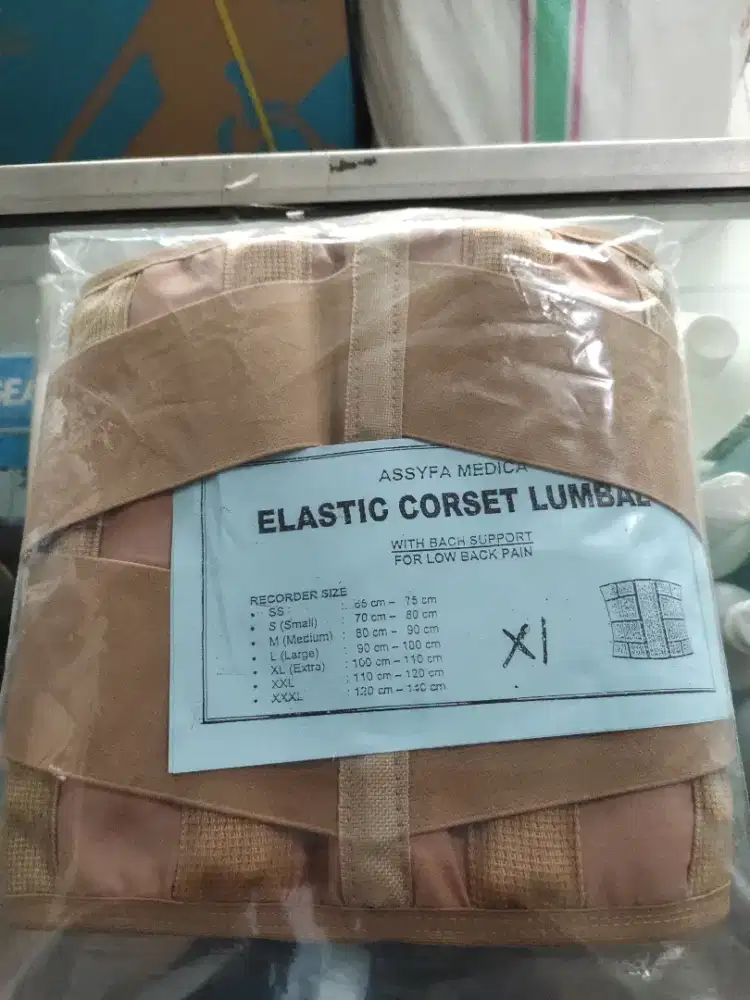 ASSYFA MEDICA
ELASTIC CORSET LUMBAL
WITH BACH SUPPORT
FOR LOW BACK PAIN
RECORDER SIZE
• SS : 65 cm – 75 cm
• S (Small) : 70 cm – 80 cm
• M (Medium) : 80 cm – 90 cm
• L (Large) : 90 cm – 100 cm
• XL (Extra) : 100 cm – 110 cm
• XXL : 110 cm – 120 cm
• XXXL : 120 cm – 140 cm
Xl